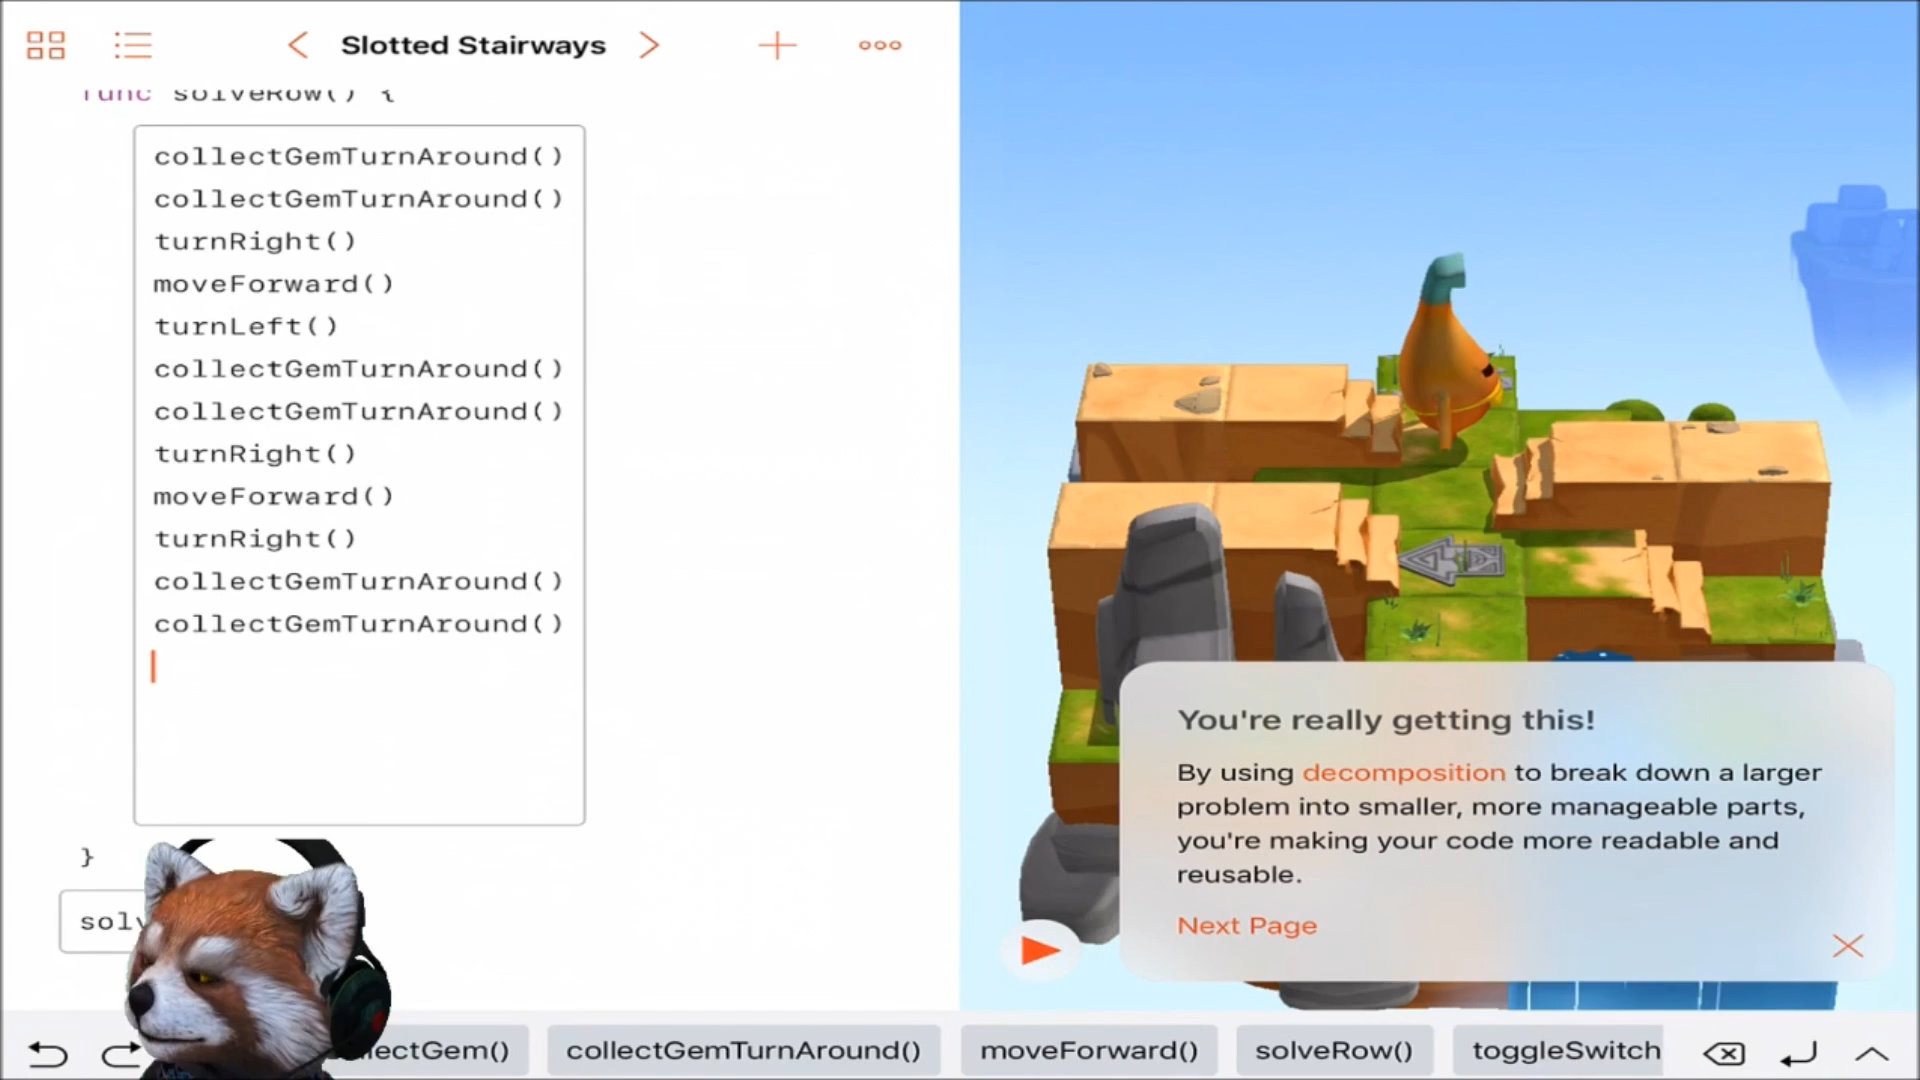 Slotted Stairways
func solveRow() {
collectGemTurnAround()
collectGemTurnAround()
turnRight()
moveForward()
turnLeft()
collectGemTurnAround()
collectGemTurnAround()
turnRight()
moveForward()
turnRight()
collectGemTurnAround()
collectGemTurnAround()
}
You're really getting this!
By using decomposition to break down a larger
problem into smaller, more manageable parts,
you're making your code more readable and
reusable.
Next Page
collectGemTurnAround()
moveForward()
solveRow()
toggleSwitch